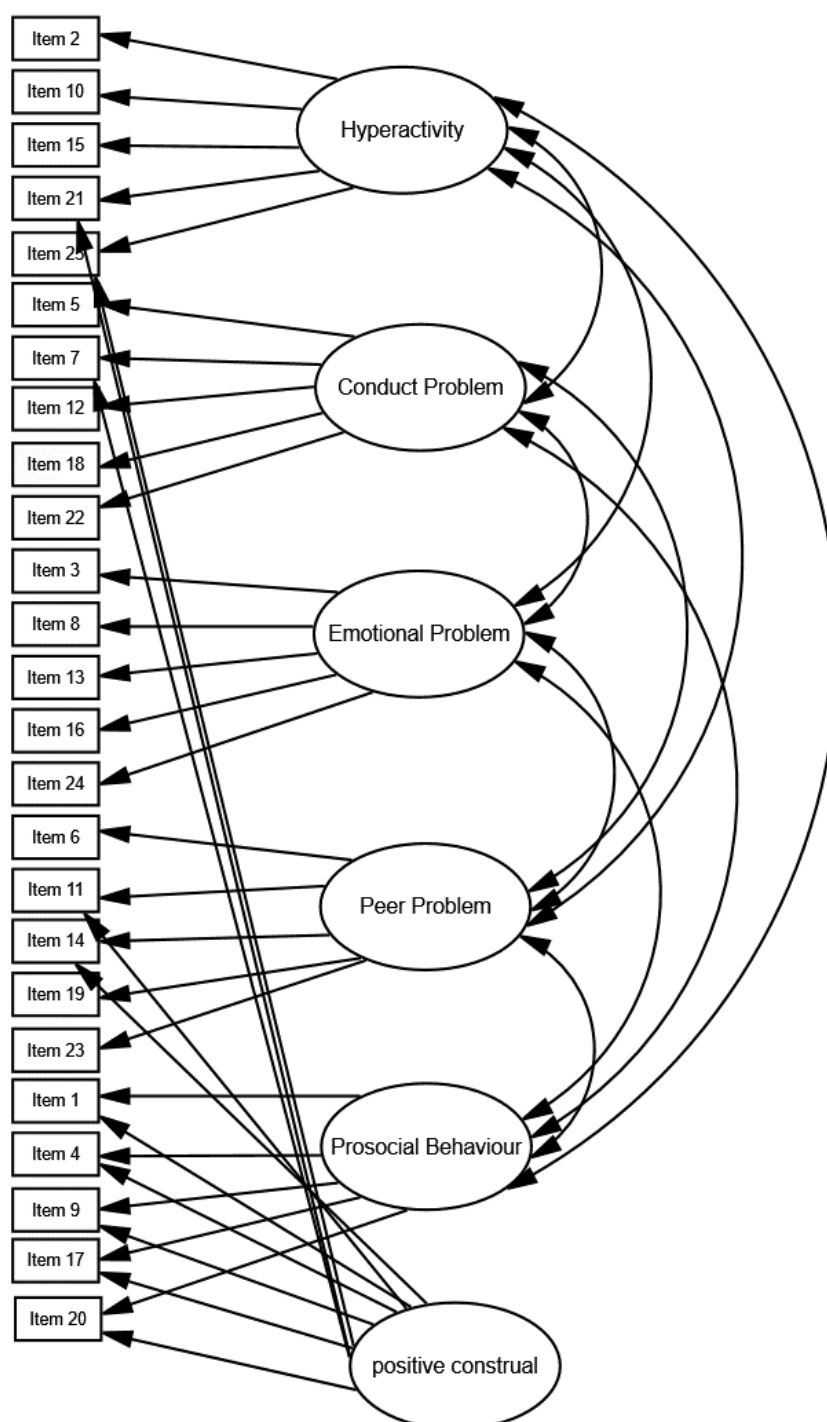 Item 2
Item 10
Item 15
Item 21
Item 25
Item 5
Item 7
Item 12
Item 18
Item 22
Item 3
Item 8
Item 13
Item 16
Item 24
Item 6
Item 11
Item 14
Item 19
Item 23
Item 1
Item 4
Item 9
Item 17
Item 20
Hyperactivity
Conduct Problem
Emotional Problem
Peer Problem
Prosocial Behaviour
positive construal